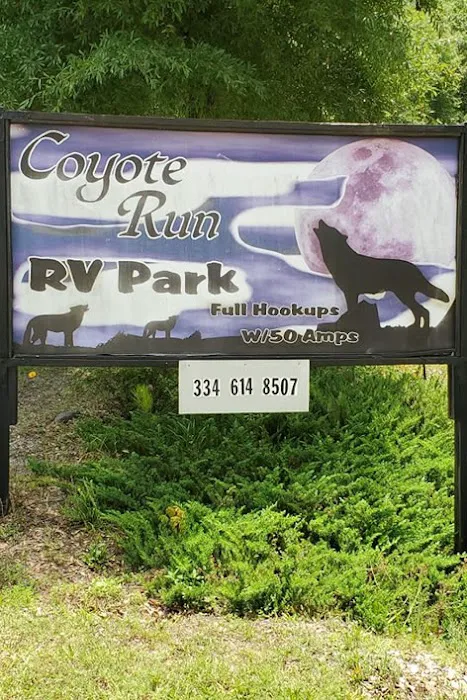 Coyote
Run
RV Park
Full Hookups
W/50 Amps
334 614 8507